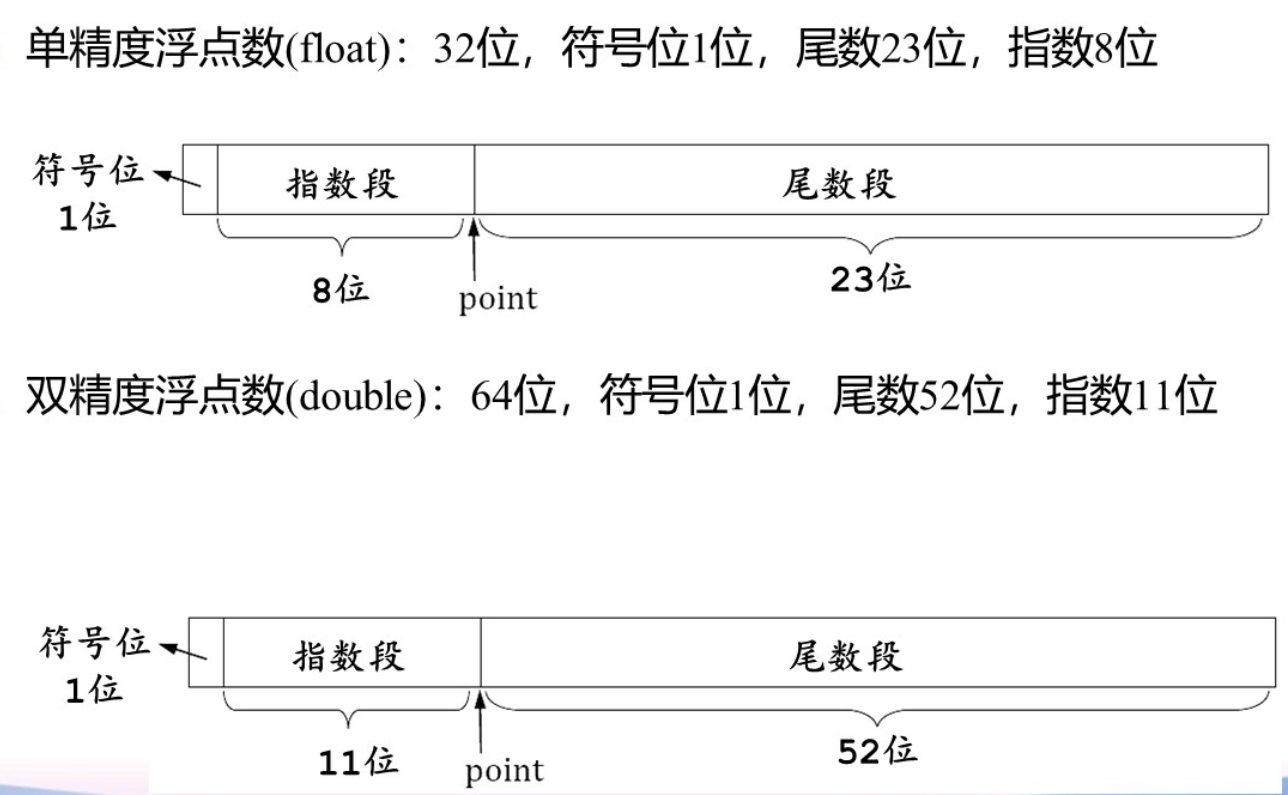 单精度浮点数(float)：32位，符号位1位，尾数23位，指数8位
符号位
1位
指数段
尾数段
8位
point
23位
双精度浮点数(double)：64位，符号位1位，尾数52位，指数11位
符号位
1位
指数段
尾数段
11位
point
52位